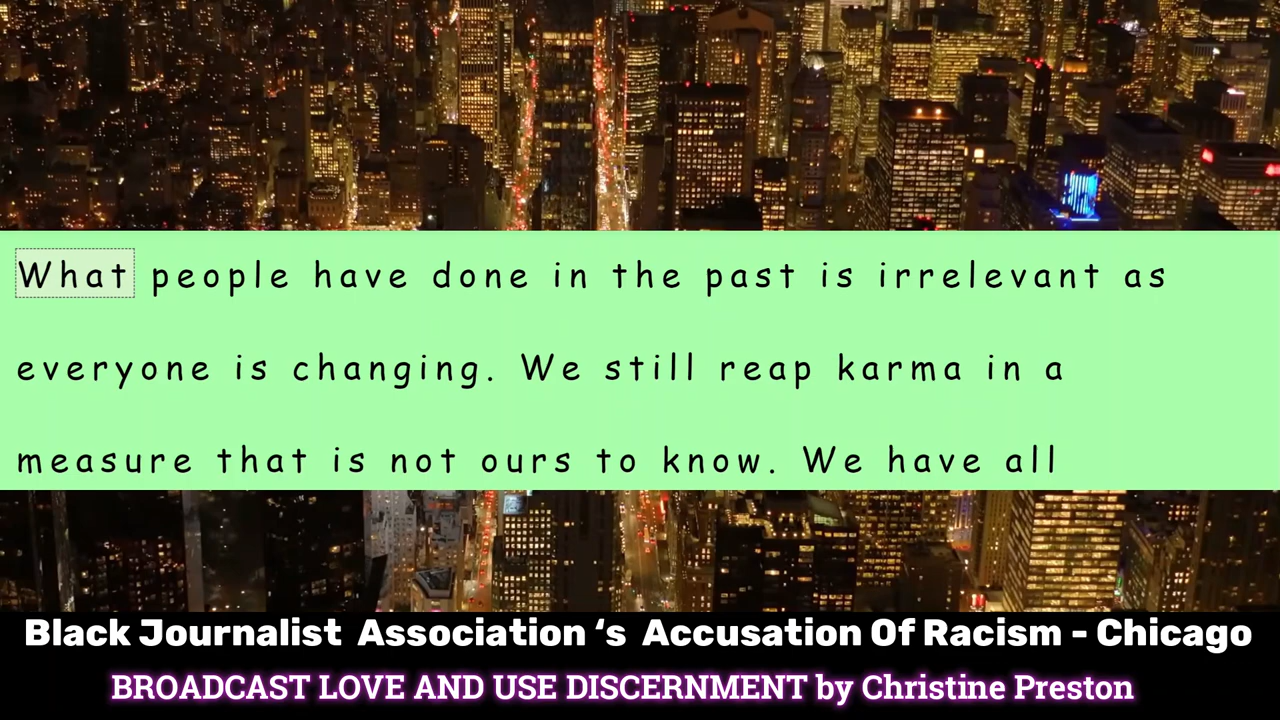 What people have done in the past is irrelevant as
everyone is changing. We still reap karma in a
measure that is not ours to know. We have all
Black Journalist Association ‘s Accusation Of Racism - Chicago
BROADCAST LOVE AND USE DISCERNMENT by Christine Preston